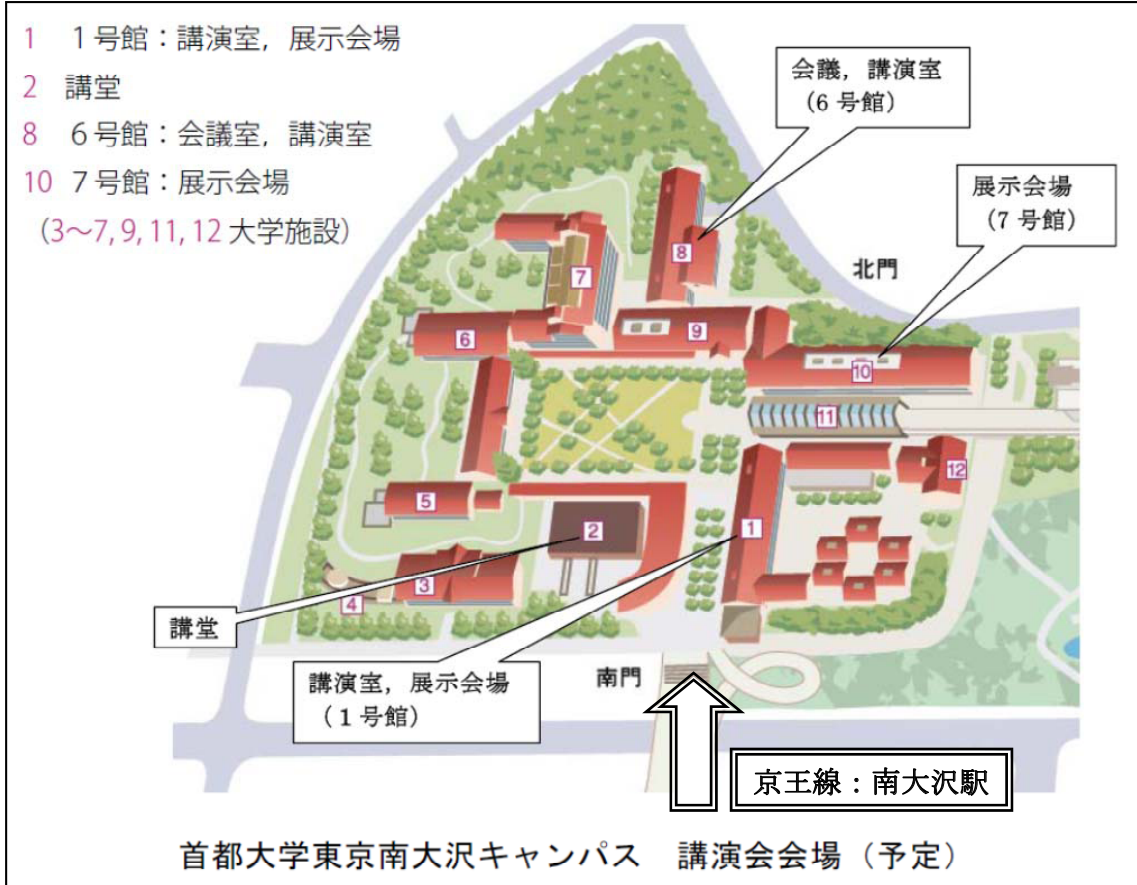 1 1号館：講演室，展示会場
2 講堂
8 6号館：会議室，講演室
10 7号館：展示会場
（3～7, 9, 11, 12 大学施設）
会議，講演室
（6号館）
展示会場
（7号館）
北門
8
7
9
6
10
11
12
5
2
1
3
4
講堂
講演室，展示会場
（1号館）
南門
京王線：南大沢駅
首都大学東京南大沢キャンパス　講演会会場（予定）